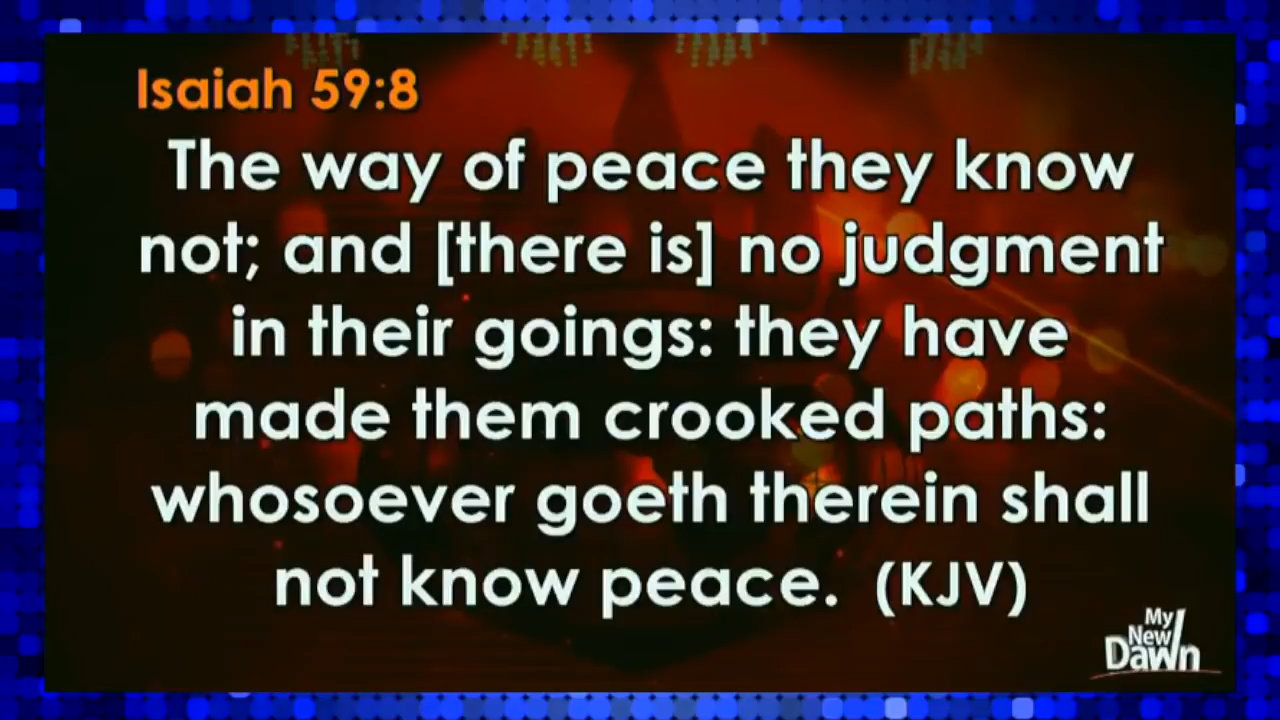 Isaiah 59:8
The way of peace they know
not; and [there is] no judgment
in their goings: they have
made them crooked paths:
whosoever goeth therein shall
not know peace. (KJV)
My
New
Dawn